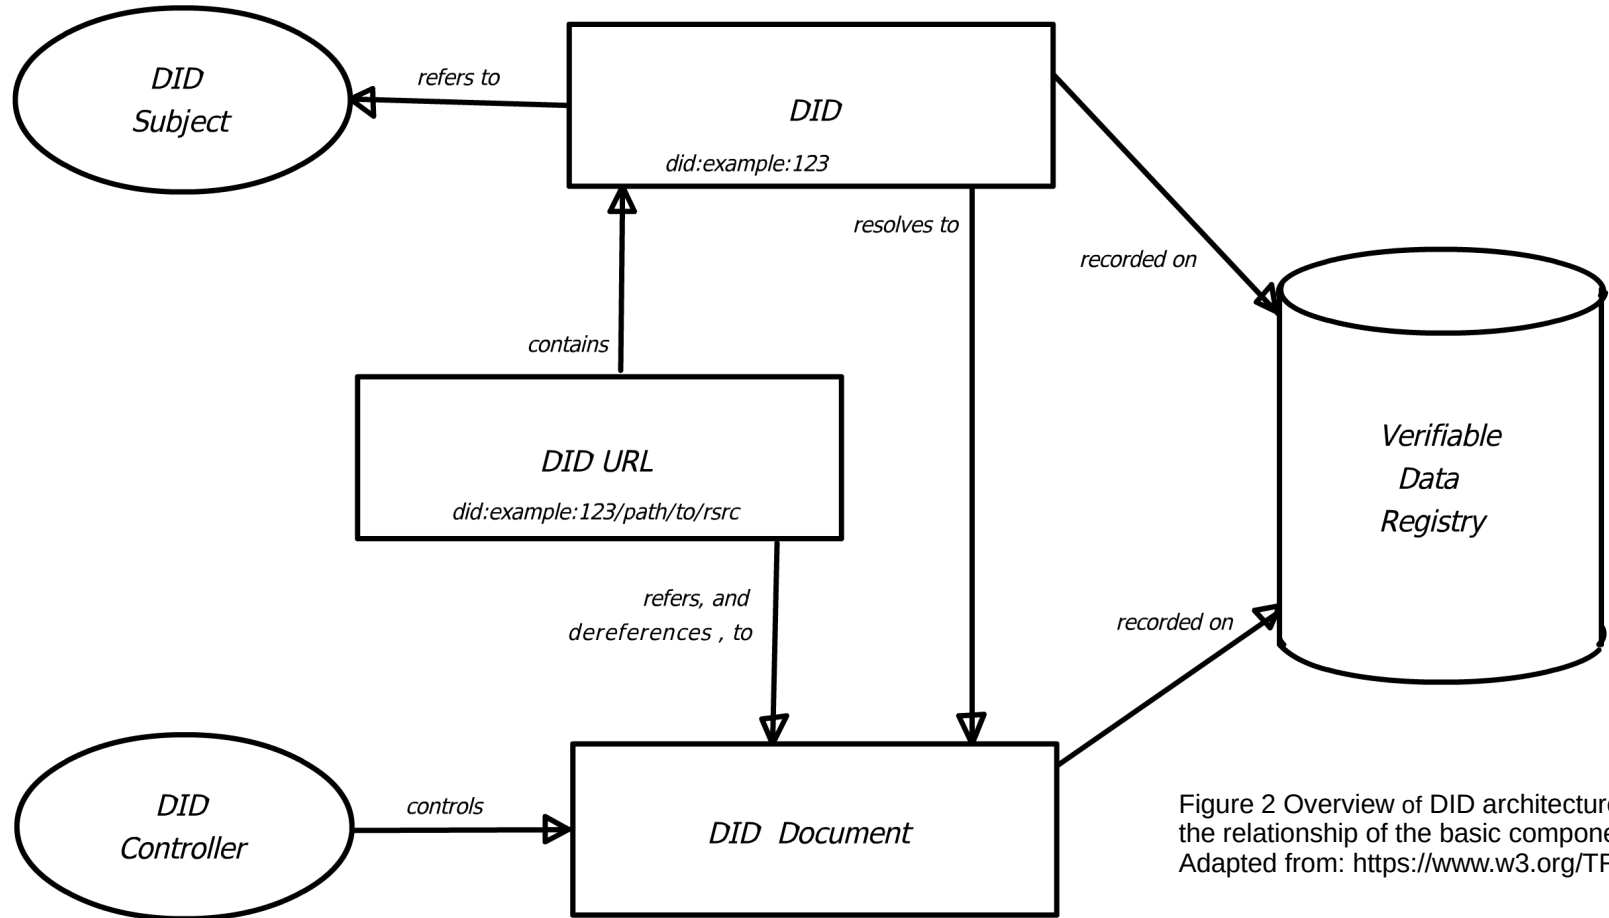 DID
Subject
refers to
DID
did:example:123
resolves to
recorded on
contains
DID URL
did:example:123/path/to/rsrc
Verifiable
Data
Registry
refers, and
dereferences , to
recorded on
DID
Controller
controls
DID Document
Figure 2 Overview of DID architecture
the relationship of the basic
Adapted from: https://www.w3.org/